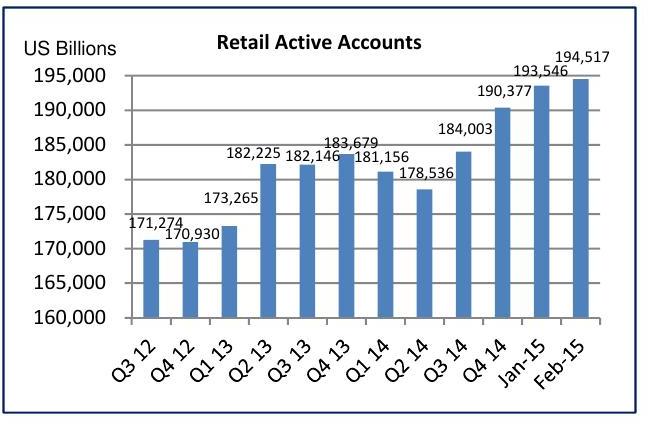 Retail Active Accounts
US Billions
195,000
190,000
185,000
180,000
175,000
170,000
165,000
160,000
171,274
170,930
173,265
182,225
182,146
183,679
181,156
178,536
184,003
190,377
193,546
194,517
Q3 12
Q4 12
Q1 13
Q2 13
Q3 13
Q4 13
Q1 14
Q2 14
Q3 14
Q4 14
Jan-15
Feb-15